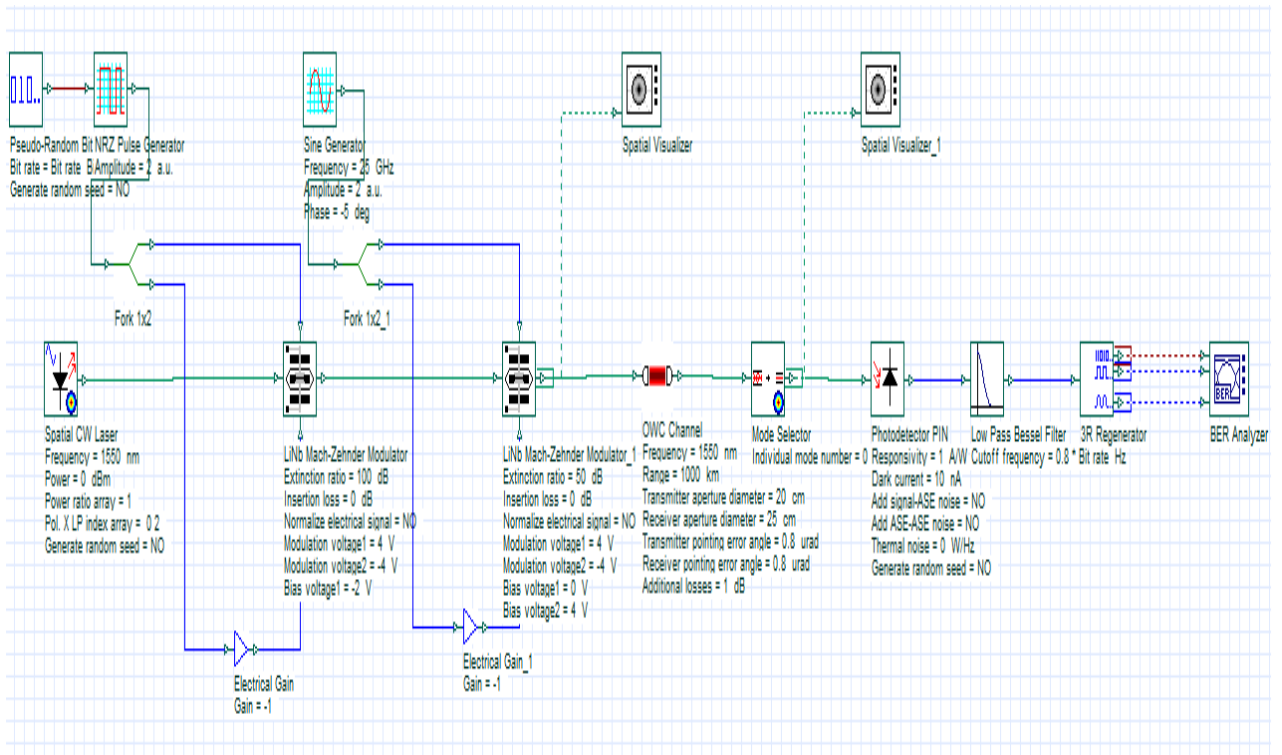 010..
Pseudo-Random Bit NRZ Pulse Generator
Bit rate = Bit rate B Amplitude = 2 a.u.
Generate random seed = NO
Sine Generator
Frequency = 25 GHz
Amplitude = 2 a.u.
Phase = -5 deg
Spatial Visualizer
Spatial Visualizer_1
Fork 1x2
Fork 1x2_1
Spatial CW Laser
Frequency = 1550 nm
Power = 0 dBm
Power ratio array = 1
Pol. X LP index array = 0 2
Generate random seed = NO
LiNb Mach-Zehnder Modulator
Extinction ratio = 100 dB
Insertion loss = 0 dB
Normalize electrical signal = NO
Modulation voltage1 = 4 V
Modulation voltage2 = -4 V
Bias voltage1 = -2 V
LiNb Mach-Zehnder Modulator_1
Extinction ratio = 50 dB
Insertion loss = 0 dB
Normalize electrical signal = NO
Modulation voltage1 = 4 V
Modulation voltage2 = -4 V
Bias voltage1 = 0 V
Bias voltage2 = 4 V
OWC Channel
Frequency = 1550 nm
Range = 1000 km
Transmitter aperture diameter = 20 cm
Receiver aperture diameter = 25 cm
Transmitter pointing error angle = 0.8 urad
Receiver pointing error angle = 0.8 urad
Additional losses = 1 dB
Mode Selector
Individual mode number = 0
Photodetector PIN
Responsivity = 1 A/W
Dark current = 10 nA
Add signal-ASE noise = NO
Add ASE-ASE noise = NO
Thermal noise = 0 W/Hz
Generate random seed = NO
Low Pass Bessel Filter
Cutoff frequency = 0.8 * Bit rate Hz
3R Regenerator
BER
BER Analyzer
Electrical Gain
Gain = -1
Electrical Gain_1
Gain = -1